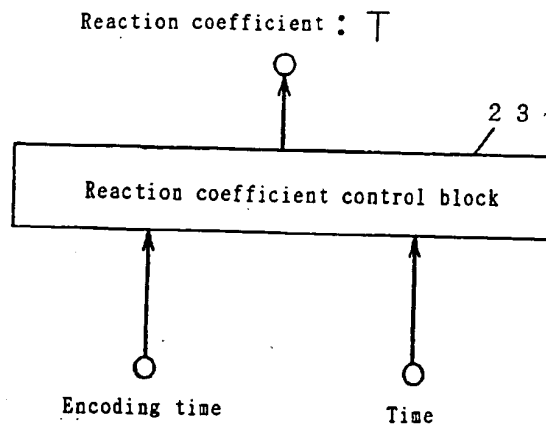 Reaction coefficient : T
2 3
Reaction coefficient control block
Encoding time
Time